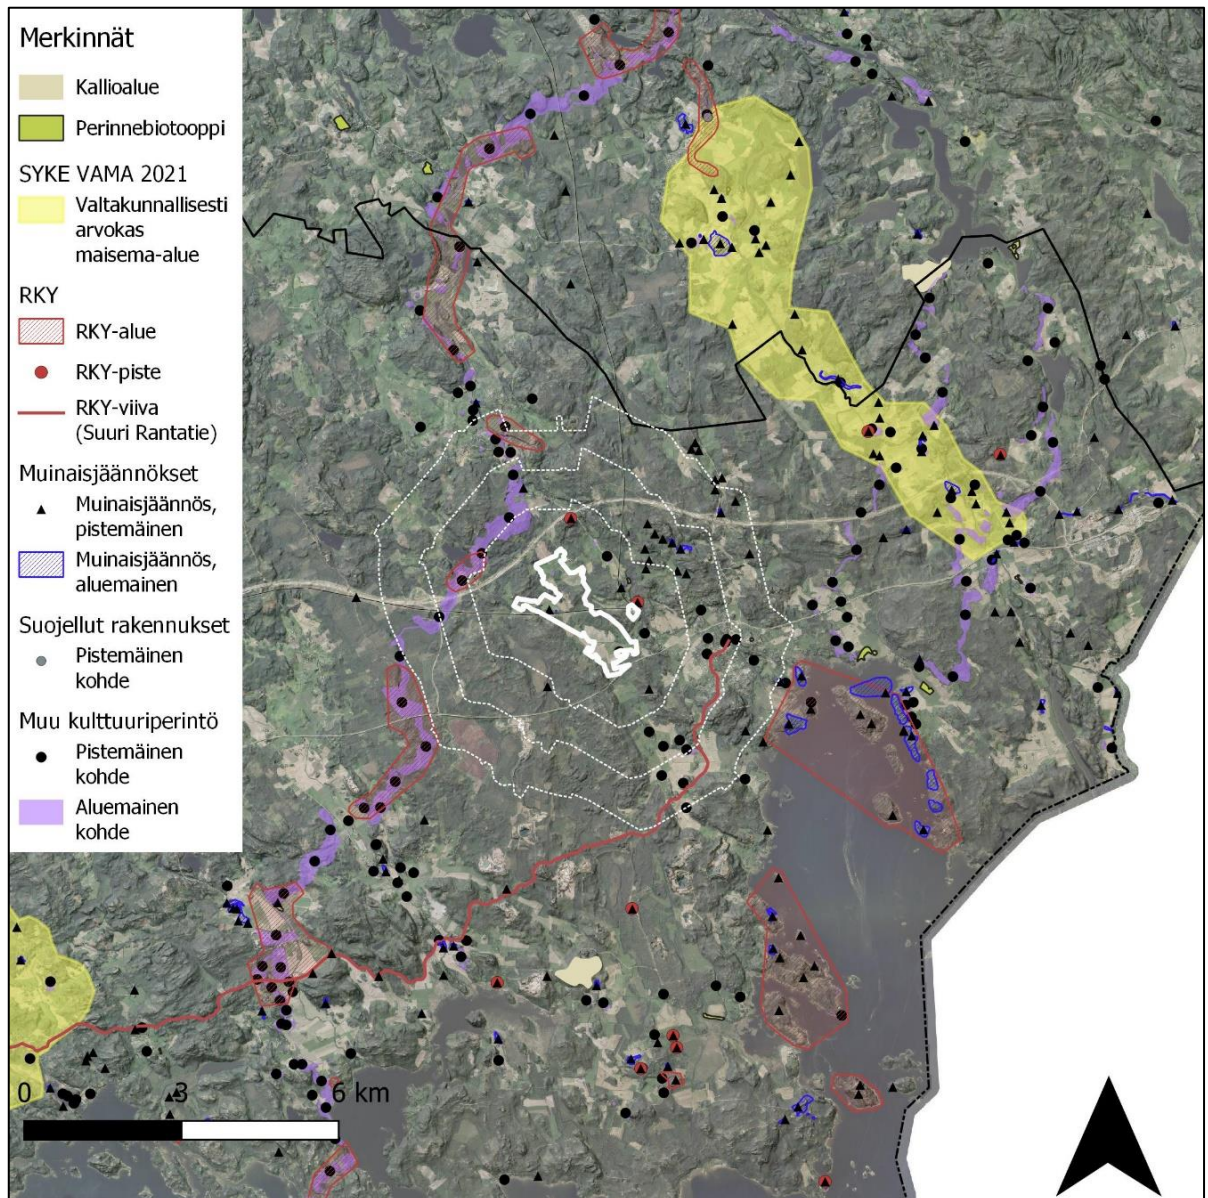 Merkinnät
Kallioalue
Perinnebiotooppi
SYKE VAMA 2021
Valtakunnallisesti
arvokas
maisema-alue
RKY
RKY-alue
RKY-piste
RKY-viiva
(Suuri Rantatie)
Muinaisjäännökset
Muinaisjäännös,
pistemäinen
Muinaisjäännös,
aluemainen
Suojellut rakennukset
Pistemäinen
kohde
Muu kulttuuriperintö
Pistemäinen
kohde
Aluemainen
kohde
0 3 6 km